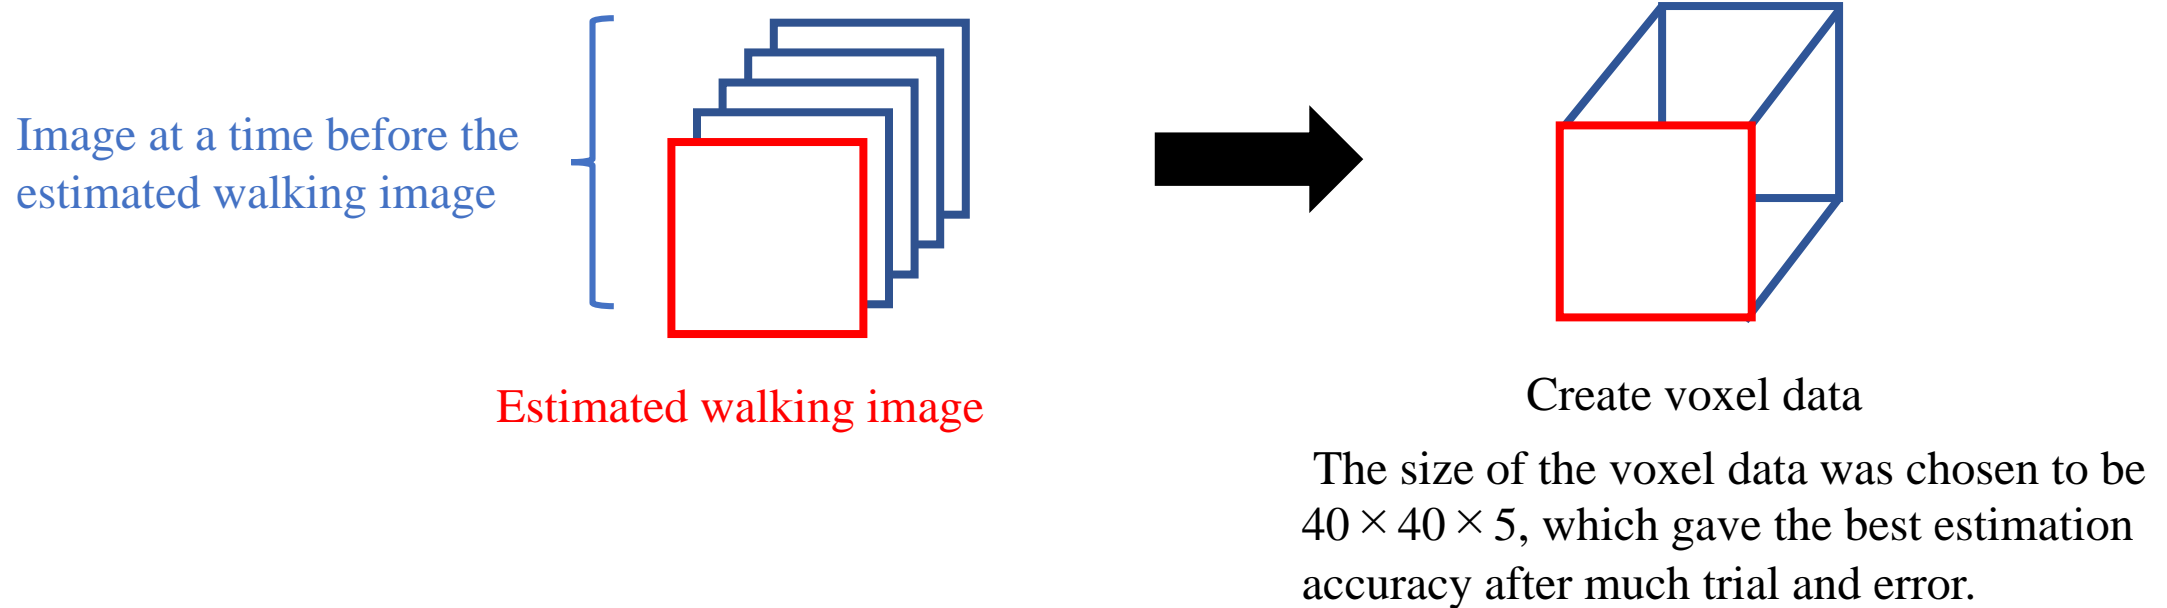 Image at a time before the
estimated walking image
Estimated walking image
Create voxel data
The size of the voxel data was chosen to be
40×40×5, which gave the best estimation
accuracy after much trial and error.